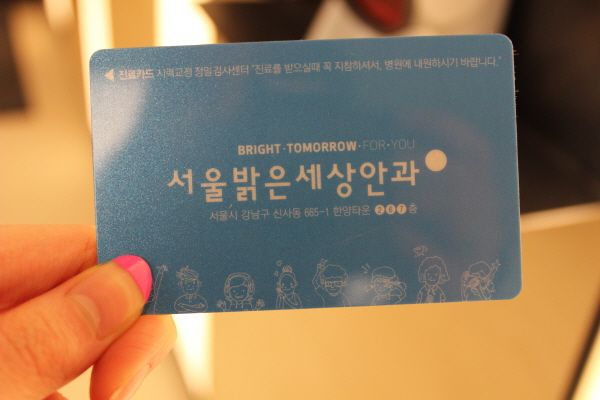 ◀ 진료카드 시력교정 정밀검사센터 "진료를 받으실때 꼭 지참하셔서, 병원에 내원하시기 바랍니다."
BRIGHT·TOMORROW·FOR·YOU
서울밝은세상안과
서울시 강남구 신사동 665-1 한양타운 2 6 7 층